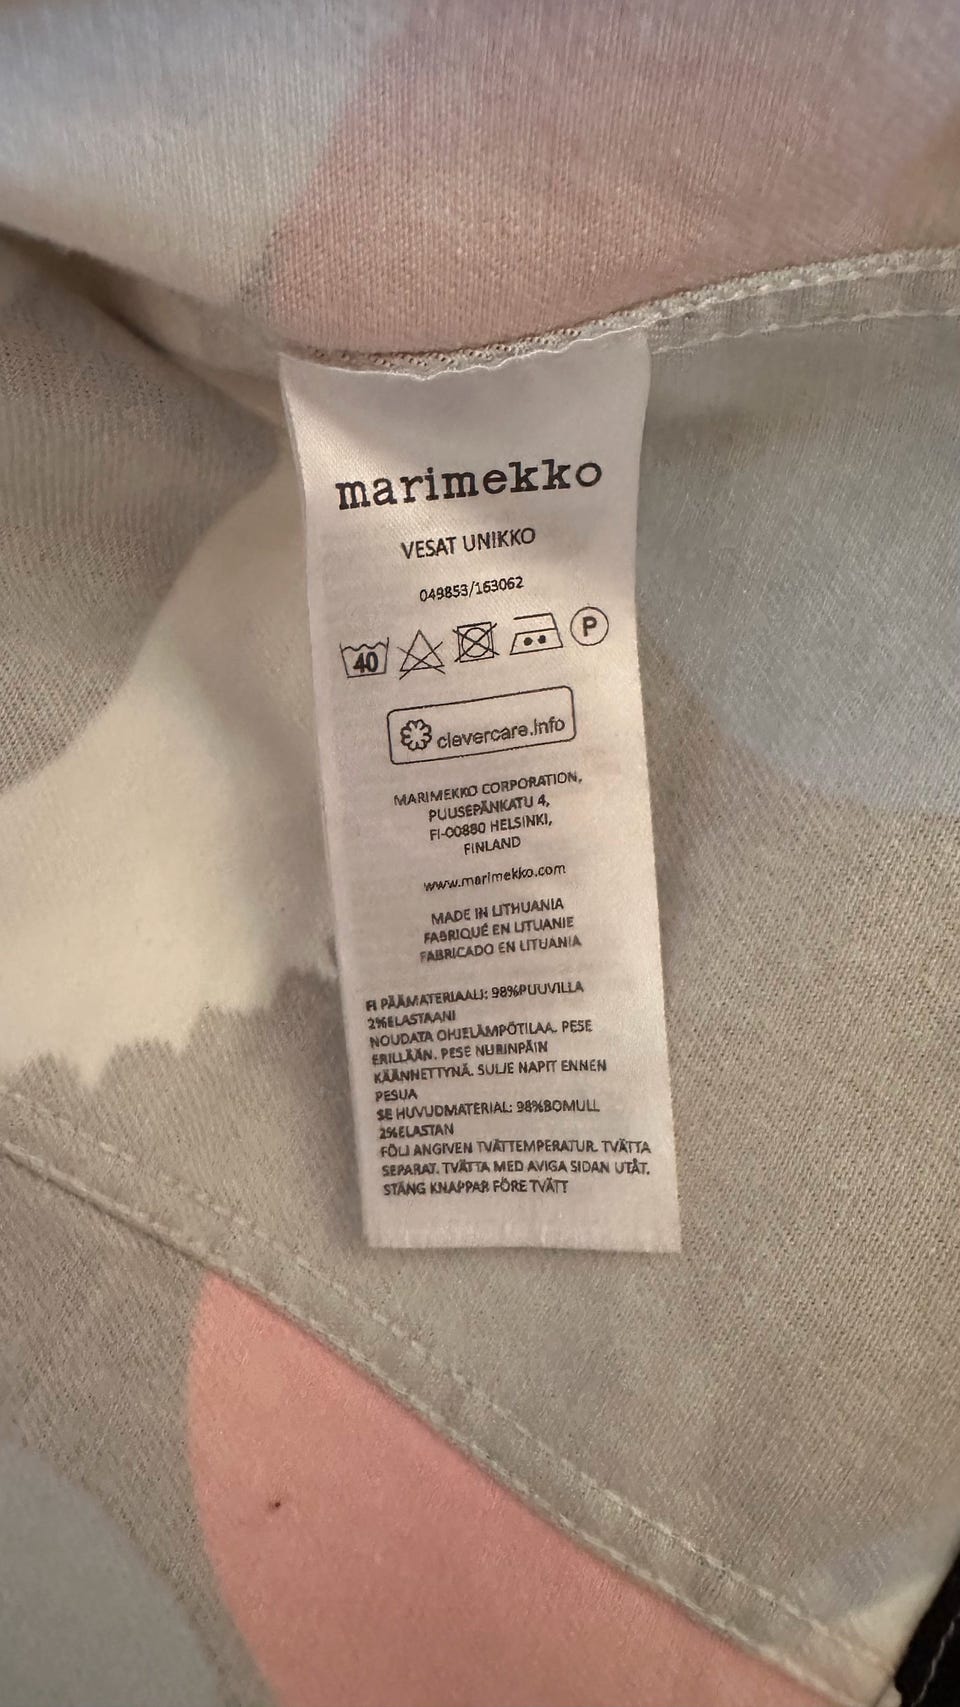 marimekko
VESAT UNIKKO
049853/163062
40 P
clevercare.info
MARIMEKKO CORPORATION,
PUUSEPÄNKATU 4,
FI-00880 HELSINKI,
FINLAND
www.marimekko.com
MADE IN LITHUANIA
FABRIQUÉ EN LITUANIE
FABRICADO EN LITUANIA
FI PÄÄMATERIAALI: 98%PUUVILLA
2%ELASTAANI
NOUDATA OHJELÄMPÖTILAA. PESE
ERILLÄÄN. PESE NURINPÄIN
KÄÄNNETTYNÄ. SULJE NAPIT ENNEN
PESUA
SE HUVUDMATERIAL: 98%BOMULL
2%ELASTAN
FÖLJ ANGIVEN TVÄTTEMPERATUR. TVÄTTA
SEPARAT. TVÄTTA MED AVIGA SIDAN UTÅT.
STÄNG KNAPPAR FÖRE TVÄTT